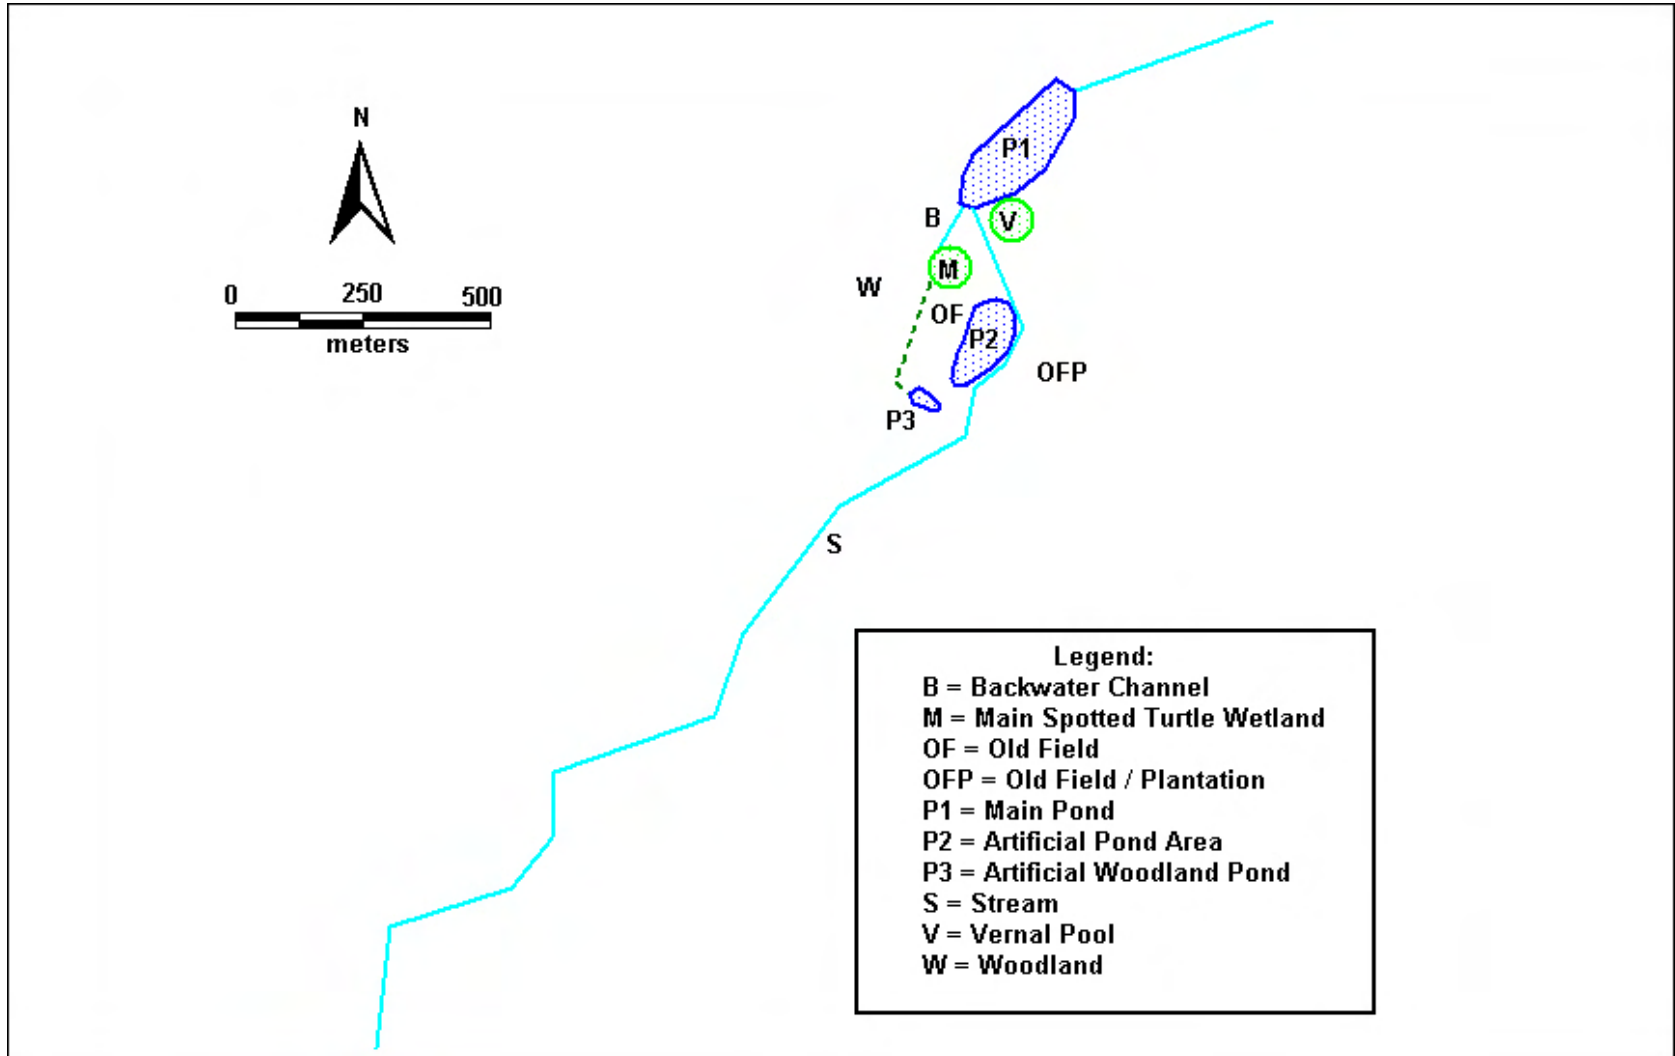 N
0 250 500
meters
P1
B
V
M
W
OF
P2
OFP
P3
S
Legend:
B = Backwater Channel
M = Main Spotted Turtle Wetland
OF = Old Field
OFP = Old Field / Plantation
P1 = Main Pond
P2 = Artificial Pond Area
P3 = Artificial Woodland Pond
S = Stream
V = Vernal Pool
W = Woodland